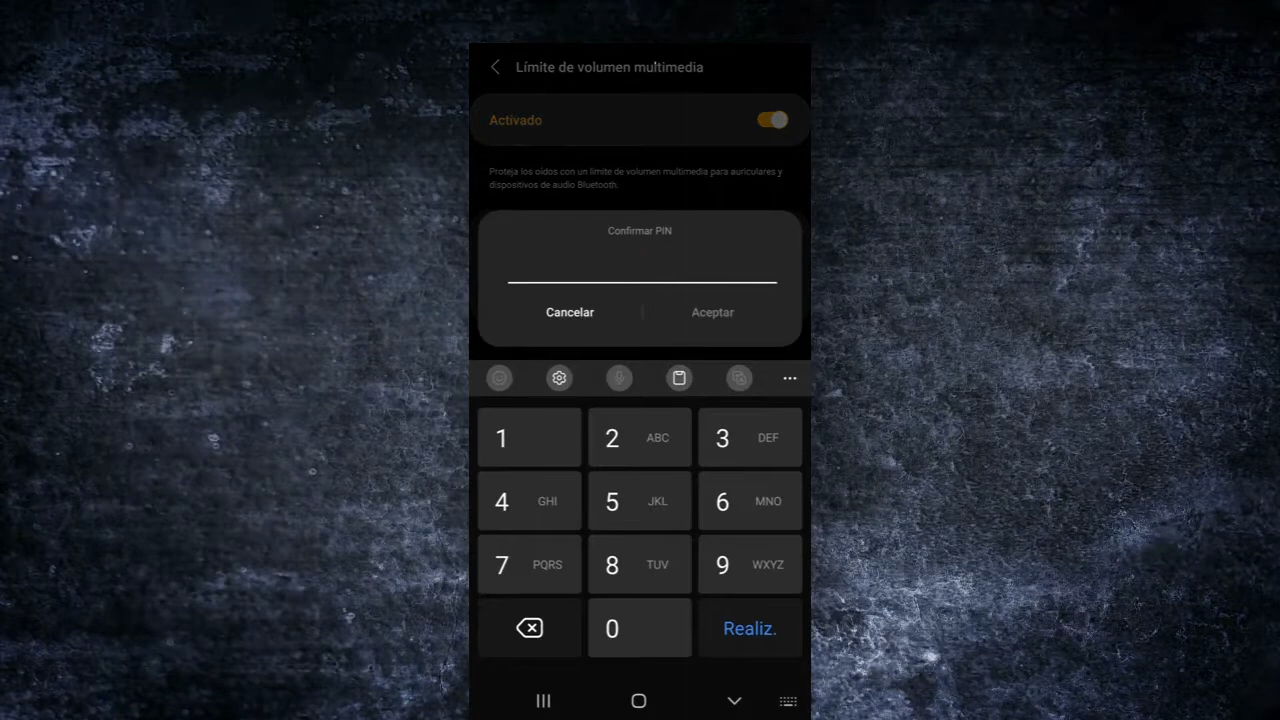 Límite de volumen multimedia
Activado
Proteja los oídos con un límite de volumen multimedia para auriculares y
dispositivos de audio Bluetooth.
Confirmar PIN
Cancelar
Aceptar
1
2 ABC
3 DEF
4 GHI
5 JKL
6 MNO
7 PQRS
8 TUV
9 WXYZ
0
Realiz.